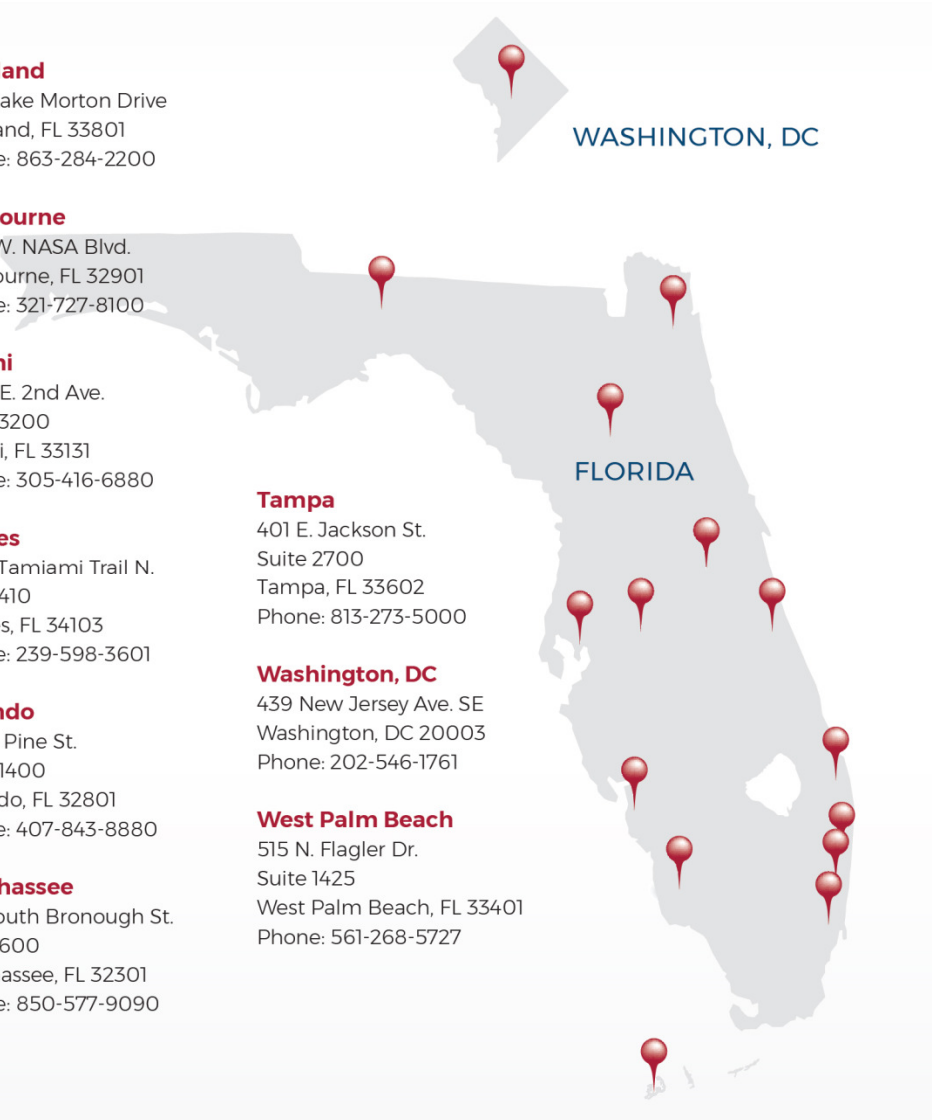 and
ake Morton Drive
and, FL 33801
e: 863-284-2200
ourne
W. NASA Blvd.
ourne, FL 32901
e: 321-727-8100
ni
E. 2nd Ave.
3200
i, FL 33131
e: 305-416-6880
es
Tamiami Trail N.
410
s, FL 34103
e: 239-598-3601
ndo
Pine St.
1400
do, FL 32801
e: 407-843-8880
hassee
outh Bronough St.
600
assee, FL 32301
e: 850-577-9090
Tampa
401 E. Jackson St.
Suite 2700
Tampa, FL 33602
Phone: 813-273-5000
Washington, DC
439 New Jersey Ave. SE
Washington, DC 20003
Phone: 202-546-1761
West Palm Beach
515 N. Flagler Dr.
Suite 1425
West Palm Beach, FL 33401
Phone: 561-268-5727
WASHINGTON, DC
FLORIDA